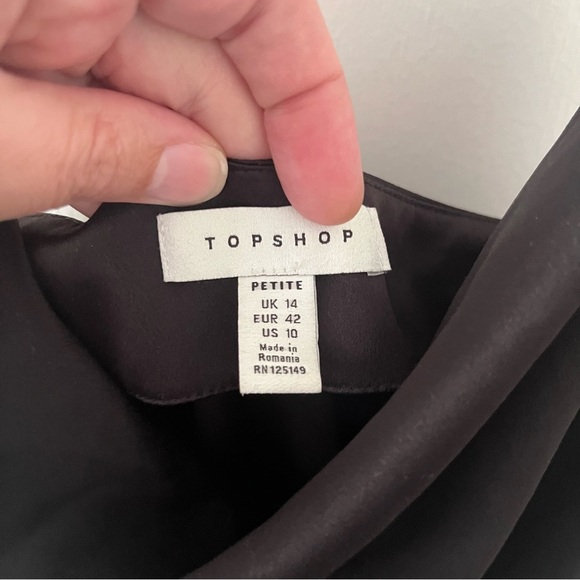 TOPSHOP
PETITE
UK 14
EUR 42
US 10
Made in
Romania
RN125149